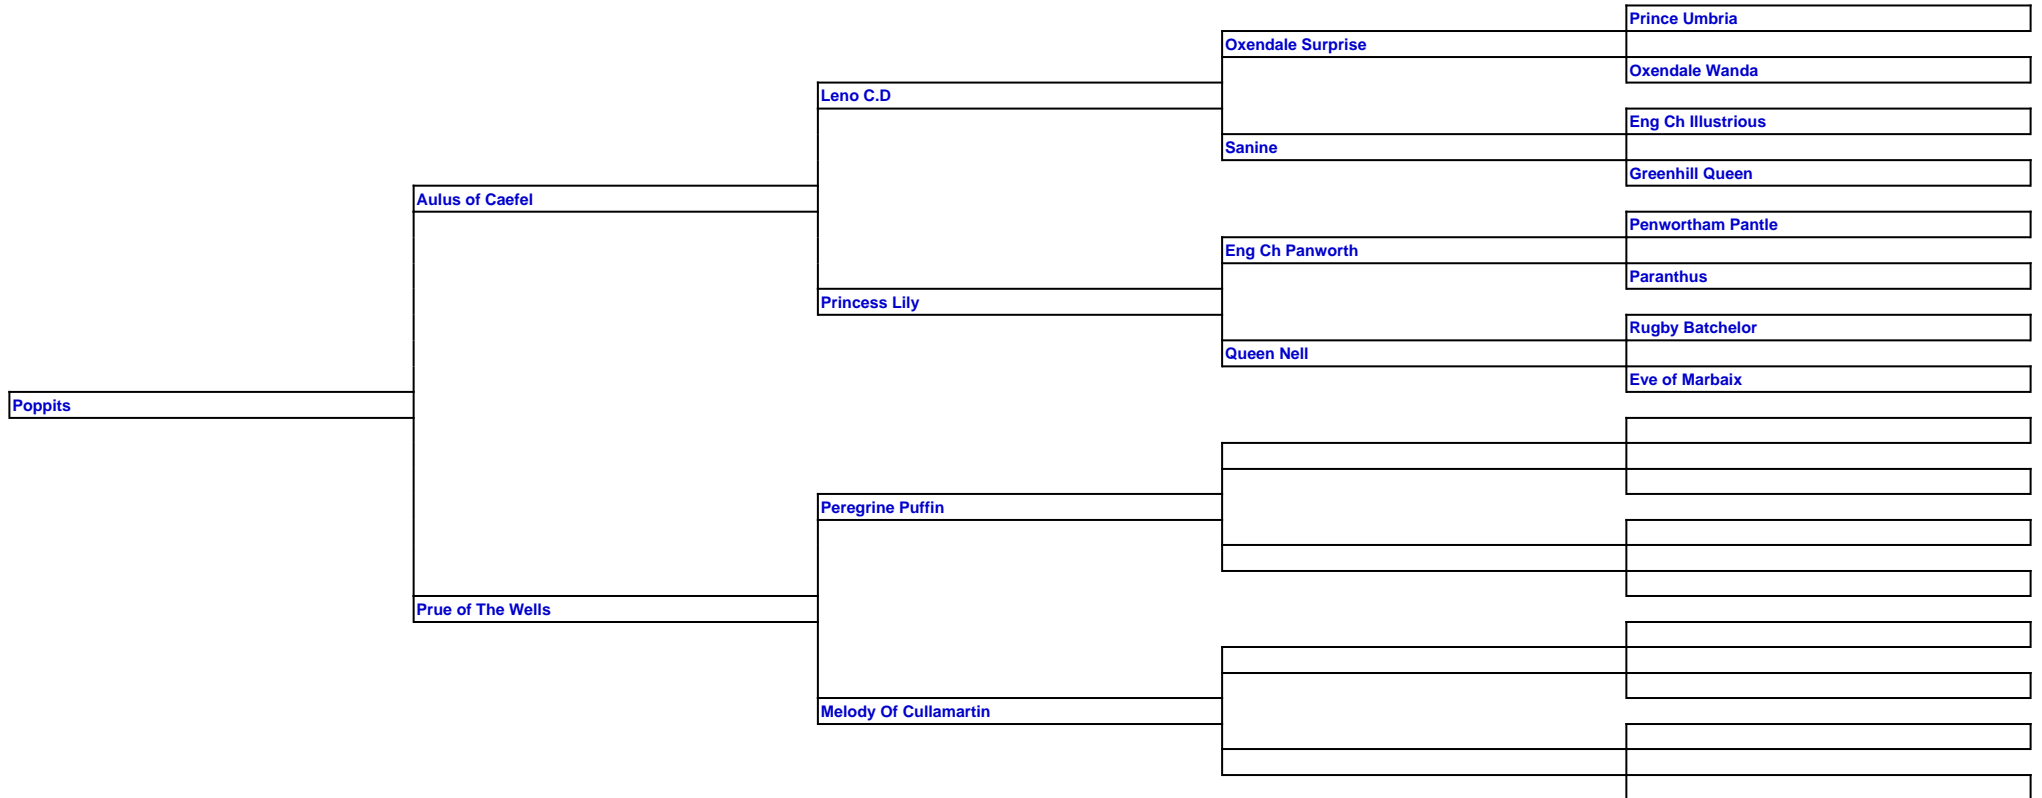 Prince Umbria
Oxendale Surprise
Oxendale Wanda
Leno C.D
Eng Ch Illustrious
Sanine
Greenhill Queen
Aulus of Caefel
Penwortham Pantle
Eng Ch Panworth
Paranthus
Princess Lily
Rugby Batchelor
Queen Nell
Eve of Marbaix
Poppits
Peregrine Puffin
Prue of The Wells
Melody Of Cullamartin